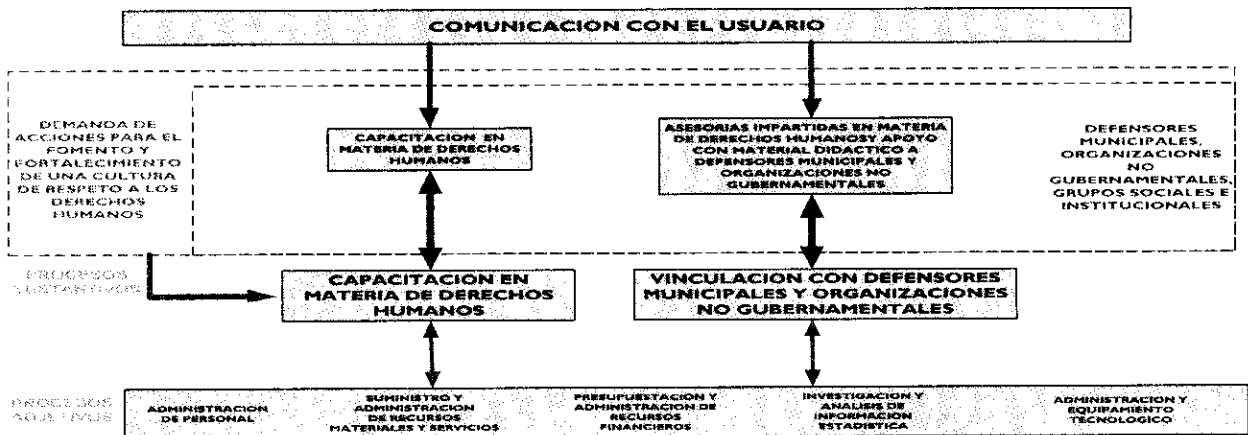 COMUNICACION CON EL USUARIO
DEMANDA DE
ACCIONES PARA EL
FOMENTO Y
FORTALECIMIENTO
DE UNA CULTURA
DE RESPETO A LOS
DERECHOS
HUMANOS
CAPACITACION EN
MATERIA DE DERECHOS
HUMANOS
ASESORIAS IMPARTIDAS EN MATERIA
DE DERECHOS HUMANOS Y APOYO
CON MATERIAL DIDACTICO A
DEFENSORES MUNICIPALES Y
ORGANIZACIONES NO
GUBERNAMENTALES
DEFENSORES
MUNICIPALES,
ORGANIZACIONES
NO
GUBERNAMENTALES,
GRUPOS SOCIALES E
INSTITUCIONALES
PROCESOS
SUSTANTIVOS
CAPACITACION EN
MATERIA DE DERECHOS
HUMANOS
VINCULACION CON DEFENSORES
MUNICIPALES Y ORGANIZACIONES
NO GUBERNAMENTALES
PROCESOS
ADJETIVOS
ADMINISTRACION
DE PERSONAL
SUMINISTRO Y
ADMINISTRACION
DE RECURSOS
MATERIALES Y SERVICIOS
PRESUPUESTACION Y
ADMINISTRACION DE
RECURSOS
FINANCIEROS
INVESTIGACION Y
ANALISIS DE
INFORMACION
ESTADISTICA
ADMINISTRACION Y
EQUIPAMIENTO
TECNOLOGICO